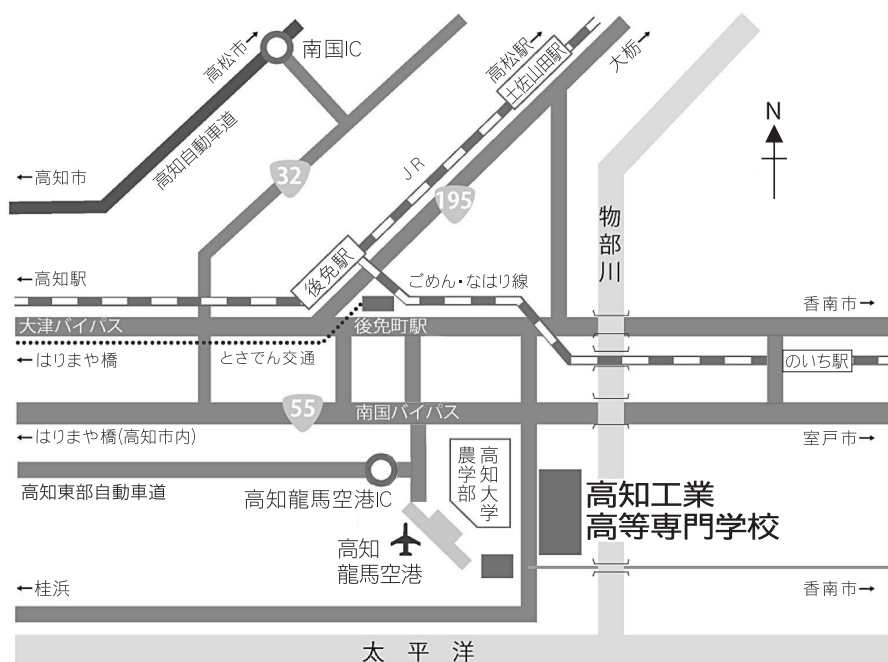 高松市→
南国IC
高松駅→
土佐山田駅
大栃→
N
高知自動車道
←高知市
32
JR
195
物部川
←高知駅
後免駅
ごめん・なはり線
香南市→
大津バイパス
後免町駅
←はりまや橋
とさでん交通
のいち駅
55
南国バイパス
←はりまや橋(高知市内)
室戸市→
高知東部自動車道
高知龍馬空港IC
高知大学
農学部
高知工業
高等専門学校
高知
龍馬空港
←桂浜
香南市→
太平洋